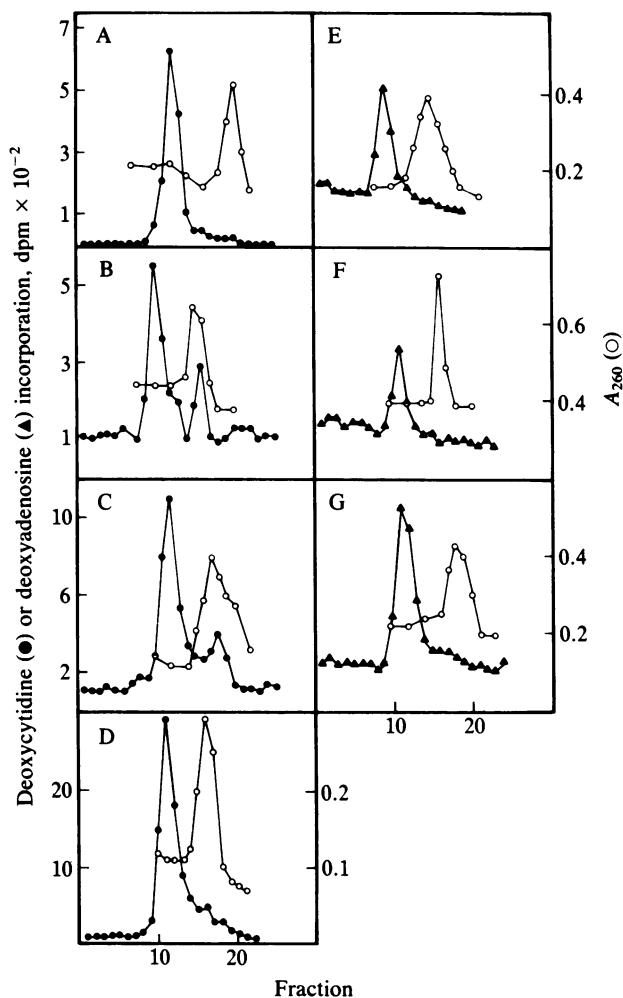 Deoxycytidine (●) or deoxyadenosine (▲) incorporation, dpm × 10⁻²
A
7
5
3
1
E
0.4
0.2
B
5
3
1
F
0.6
0.4
A₂₆₀ (○)
C
10
6
2
G
0.4
0.2
10
20
D
20
10
0.2
0.1
10
20
Fraction